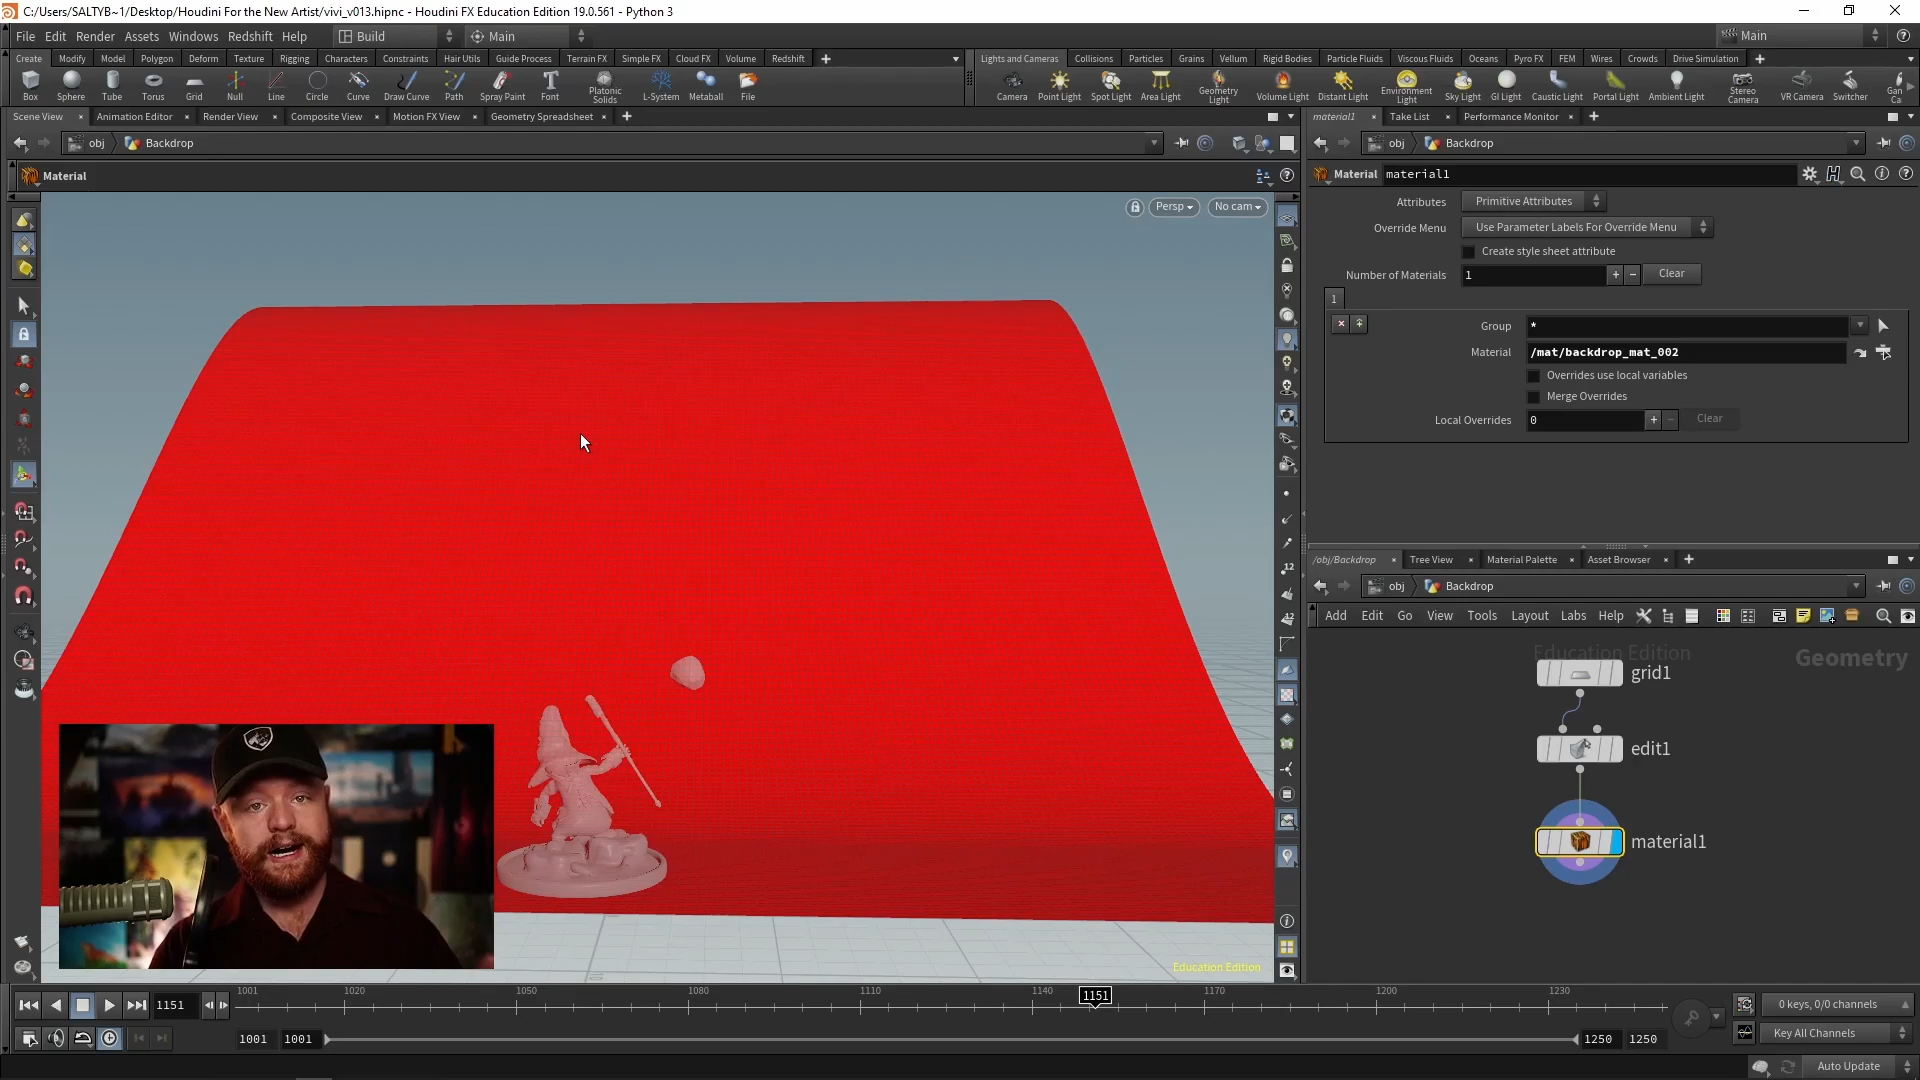 C:/Users/SALTYB~1/Desktop/Houdini For the New Artist/vivi_v013.hipnc - Houdini FX Education Edition 19.0.561 - Python 3
File Edit Render Assets Windows Redshift Help Build Main Main
Create Modify Model Polygon Deform Texture Rigging Characters Constraints Hair Utils Guide Process Terrain FX Simple FX Cloud FX Volume Redshift
Lights and Cameras Collisions Particles Grains Vellum Rigid Bodies Particle Fluids Viscous Fluids Oceans Pyro FX FEM Wires Crowds Drive Simulation
Box Sphere Tube Torus Grid Null Line Circle Curve Draw Curve Path Spray Paint Font Platonic Solids L-System Metaball File
Camera Point Light Spot Light Area Light Geometry Light Volume Light Distant Light Environment Light Sky Light GI Light Caustic Light Portal Light Ambient Light Stereo Camera VR Camera Switcher Gan Ca
Scene View Animation Editor Render View Composite View Motion FX View Geometry Spreadsheet
material1 Take List Performance Monitor
obj Backdrop
obj Backdrop
Material
Material material1
Persp No cam
Attributes Primitive Attributes
Override Menu Use Parameter Labels For Override Menu
Create style sheet attribute
Number of Materials 1 Clear
1
Group *
Material /mat/backdrop_mat_002
Overrides use local variables
Merge Overrides
Local Overrides 0 Clear
/obj/Backdrop Tree View Material Palette Asset Browser
obj Backdrop
Add Edit Go View Tools Layout Labs Help
Education Edition Geometry
grid1
edit1
material1
Education Edition
1151 1001 1020 1050 1080 1110 1140 1151 1170 1200 1230 0 keys, 0/0 channels
1001 1001 1250 1250 Key All Channels
Auto Update